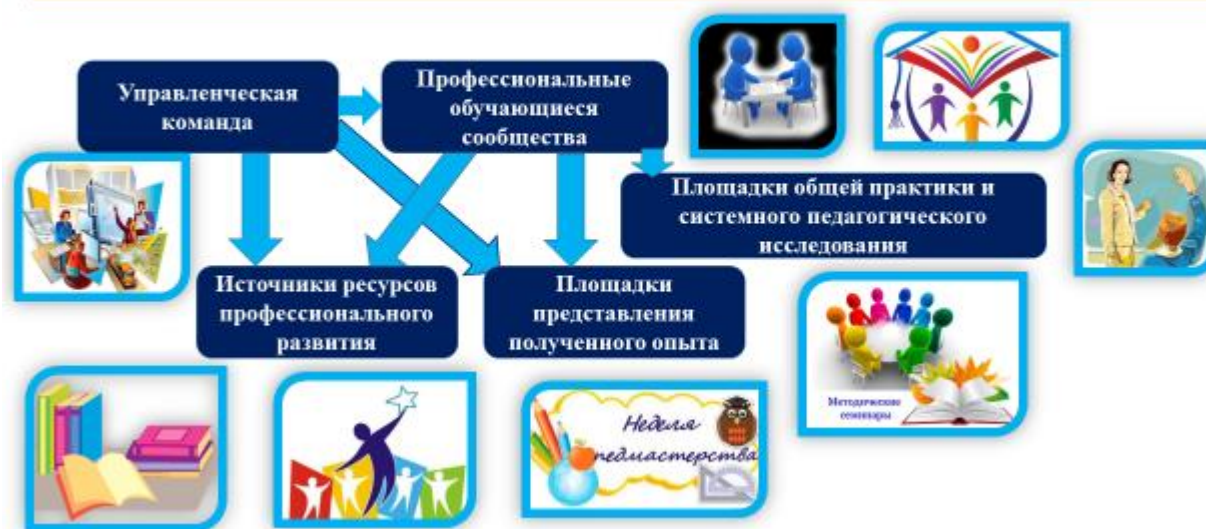 Управленческая
команда
Профессиональные
обучающиеся
сообщества
Площадки общей практики и
системного педагогического
исследования
Источники ресурсов
профессионального
развития
Площадки
представления
полученного опыта
Методические
семинары
Неделя
педмастерства